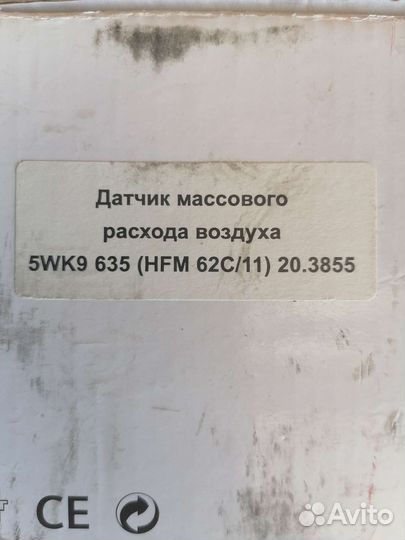 Датчик массового
расхода воздуха
5WK9 635 (HFM 62C/11) 20.3855
CE
Avito